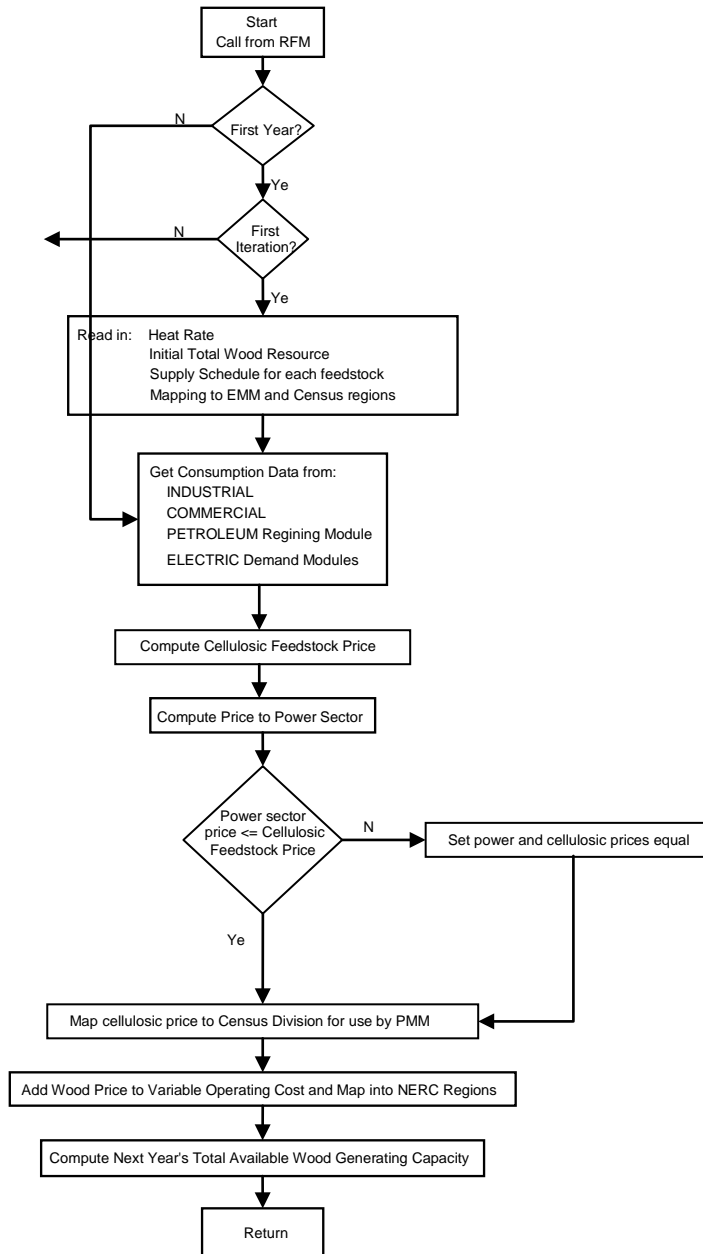 Start
Call from RFM
N
First Year?
Ye
N
First
Iteration?
Ye
Read in: Heat Rate
Initial Total Wood Resource
Supply Schedule for each feedstock
Mapping to EMM and Census regions
Get Consumption Data from:
INDUSTRIAL
COMMERCIAL
PETROLEUM Regining Module
ELECTRIC Demand Modules
Compute Cellulosic Feedstock Price
Compute Price to Power Sector
Power sector
price <= Cellulosic
Feedstock Price
N
Set power and cellulosic prices equal
Ye
Map cellulosic price to Census Division for use by PMM
Add Wood Price to Variable Operating Cost and Map into NERC Regions
Compute Next Year's Total Available Wood Generating Capacity
Return